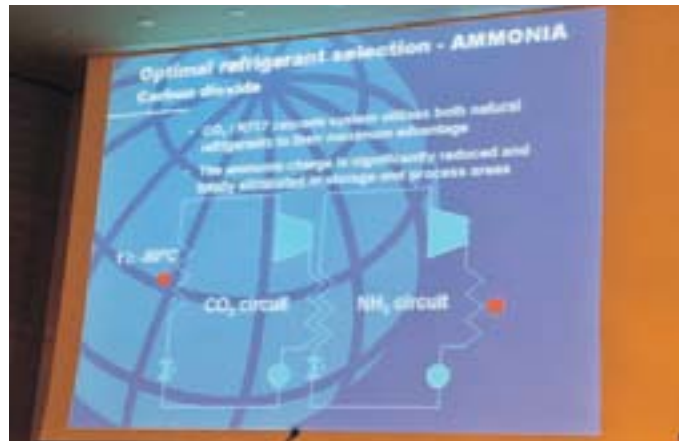 Optimal refrigerant selection - AMMONIA
Carbon dioxide
- CO₂ / R717 cascade system utilises both natural
refrigerants to their maximum advantage
- The ammonia charge is significantly reduced and
totally eliminated in storage and process areas
CO₂ circuit
NH₃ circuit